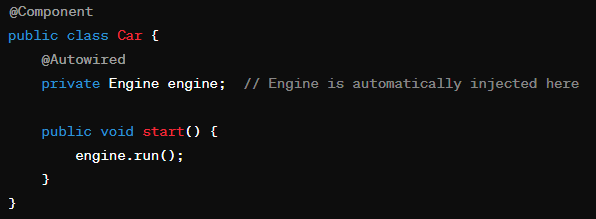 @Component
public class Car {
    @Autowired
    private Engine engine;  // Engine is automatically injected here

    public void start() {
        engine.run();
    }
}